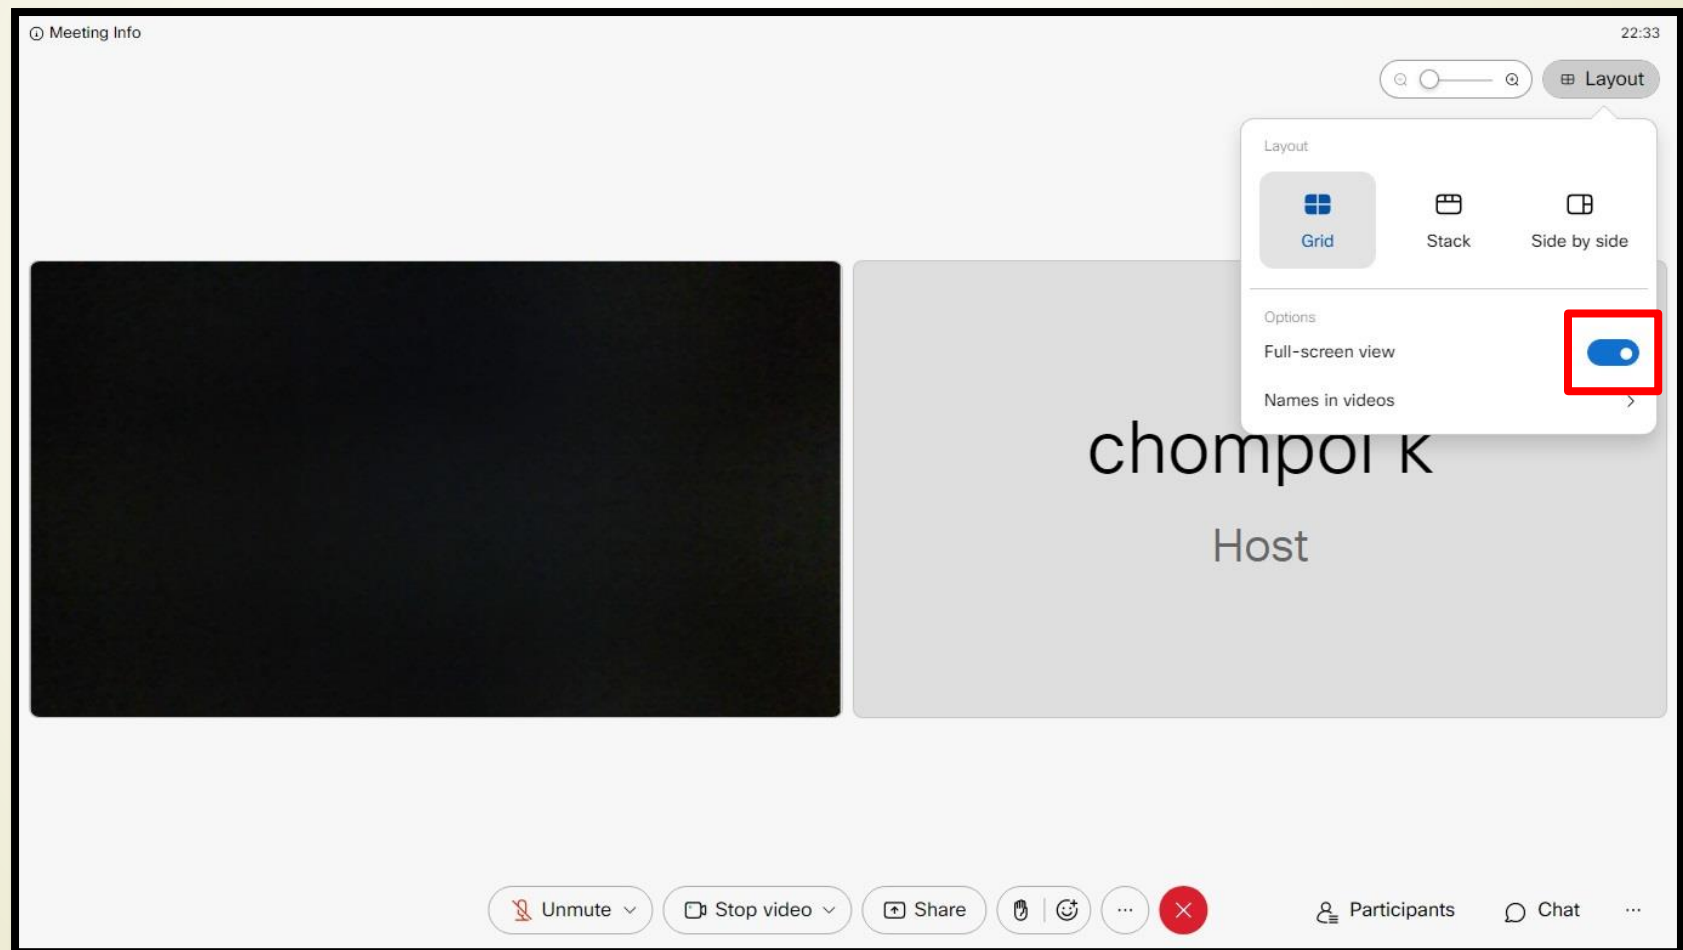 Meeting Info
22:33
Layout
Layout
Grid
Stack
Side by side
Options
Full-screen view
Names in videos
chompol k
Host
Unmute
Stop video
Share
Participants
Chat